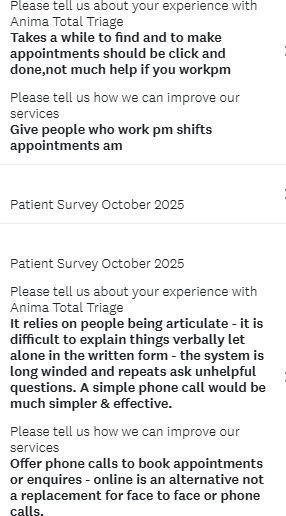 Please tell us about your experience with
Anima Total Triage
Takes a while to find and to make
appointments should be click and
done,not much help if you workpm
Please tell us how we can improve our
services
Give people who work pm shifts
appointments am
Patient Survey October 2025
Patient Survey October 2025
Please tell us about your experience with
Anima Total Triage
It relies on people being articulate - it is
difficult to explain things verbally let
alone in the written form - the system is
long winded and repeats ask unhelpful
questions. A simple phone call would be
much simpler & effective.
Please tell us how we can improve our
services
Offer phone calls to book appointments
or enquires - online is an alternative not
a replacement for face to face or phone
calls.